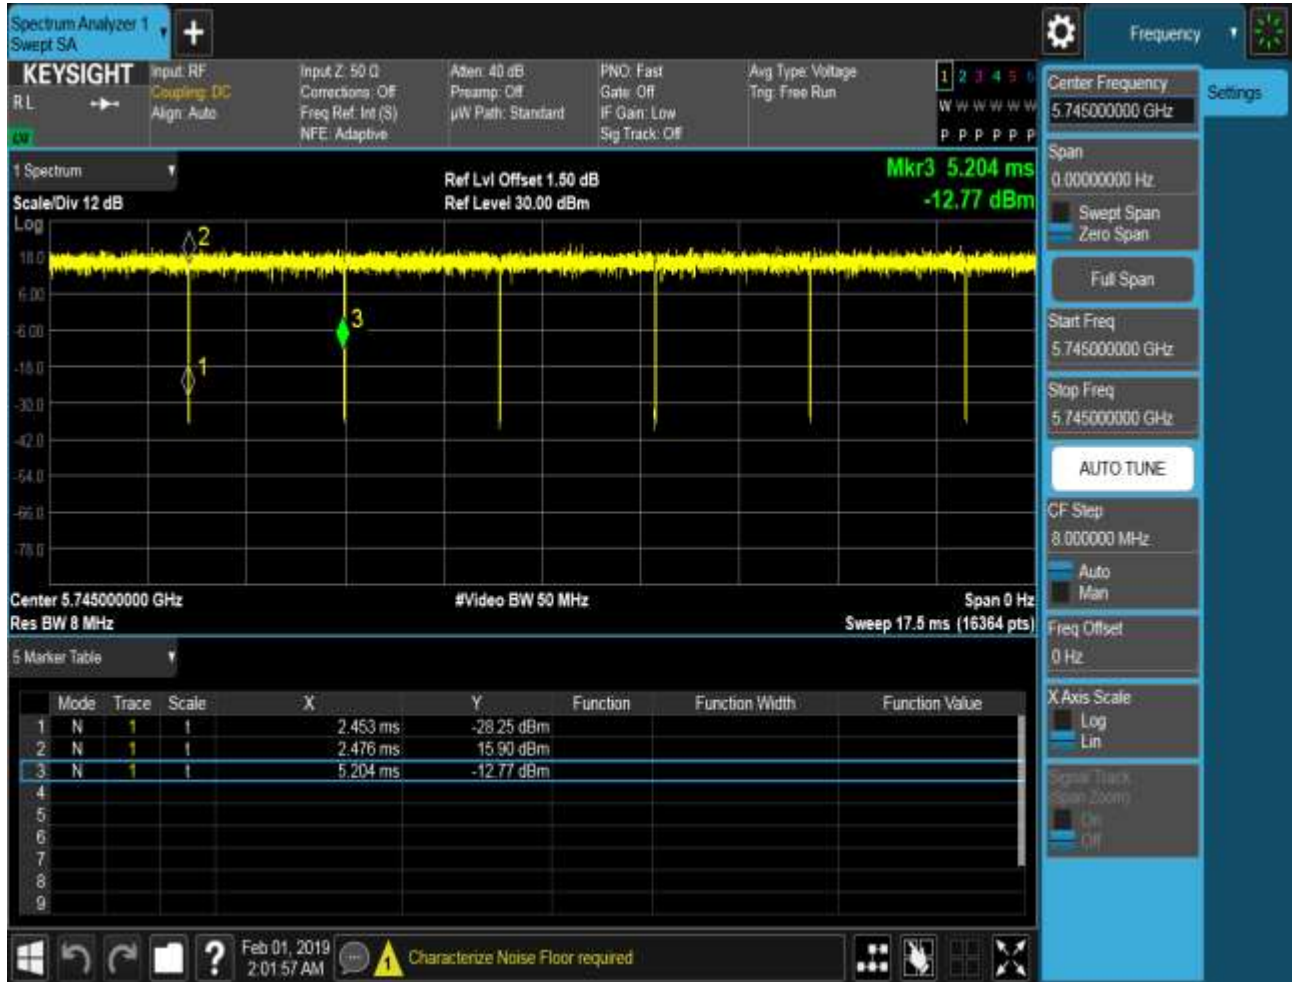 Spectrum Analyzer 1
Swept SA
+
Frequency
KEYSIGHT
RL
Input: RF
Coupling: DC
Align: Auto
Input Z: 50 Ω
Corrections: Off
Freq Ref: Int (S)
NFE: Adaptive
Atten: 40 dB
Preamp: Off
µW Path: Standard
PNO: Fast
Gate: Off
IF Gain: Low
Sig Track: Off
Avg Type: Voltage
Trig: Free Run
1 2 3 4 5 6
W W W W W W
P P P P P P
1 Spectrum
Scale/Div 12 dB
Ref Lvl Offset 1.50 dB
Ref Level 30.00 dBm
Mkr3 5.204 ms
-12.77 dBm
Log
18.0
6.00
-6.00
-18.0
-30.0
-42.0
-54.0
-66.0
-78.0
2
3
1
Center 5.745000000 GHz
#Video BW 50 MHz
Span 0 Hz
Res BW 8 MHz
Sweep 17.5 ms (16364 pts)
5 Marker Table
Mode Trace Scale X Y Function Function Width Function Value
1 N 1 t 2.453 ms -28.25 dBm
2 N 1 t 2.476 ms 15.90 dBm
3 N 1 t 5.204 ms -12.77 dBm
4
5
6
7
8
9
Feb 01, 2019
2:01:57 AM
?
1
Characterize Noise Floor required
Center Frequency
5.745000000 GHz
Settings
Span
0.00000000 Hz
Swept Span
Zero Span
Full Span
Start Freq
5.745000000 GHz
Stop Freq
5.745000000 GHz
AUTO TUNE
CF Step
8.000000 MHz
Auto
Man
Freq Offset
0 Hz
X Axis Scale
Log
Lin
Signal Track
(Span Zoom)
On
Off